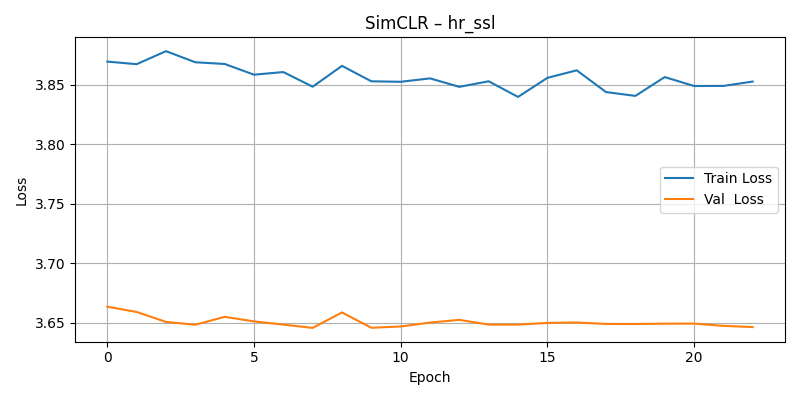 SimCLR – hr_ssl
Loss
3.85
3.80
3.75
3.70
3.65
Train Loss
Val  Loss
0
5
10
15
20
Epoch